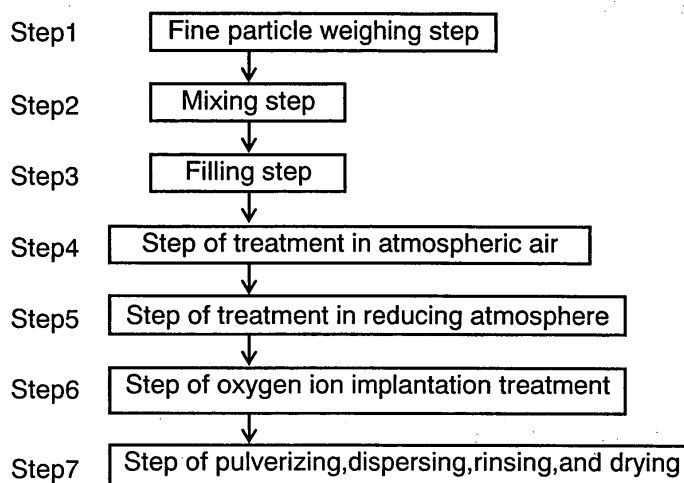 Step1 Fine particle weighing step
Step2 Mixing step
Step3 Filling step
Step4 Step of treatment in atmospheric air
Step5 Step of treatment in reducing atmosphere
Step6 Step of oxygen ion implantation treatment
Step7 Step of pulverizing,dispersing,rinsing,and drying